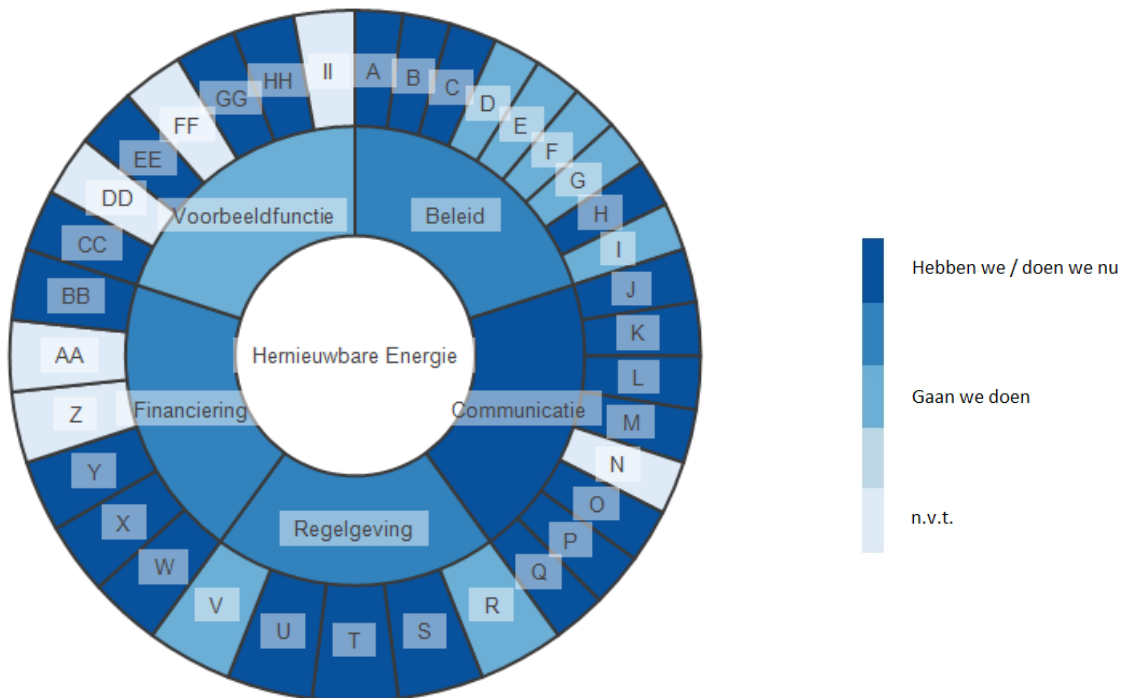 II
A
B
C
D
E
F
G
H
I
J
K
L
M
N
O
P
Q
R
S
T
U
V
W
X
Y
Z
AA
BB
CC
DD
EE
FF
GG
HH
Voorbeeldfunctie
Beleid
Hernieuwbare Energie
Financiering
Communicatie
Regelgeving
Hebben we / doen we nu
Gaan we doen
n.v.t.